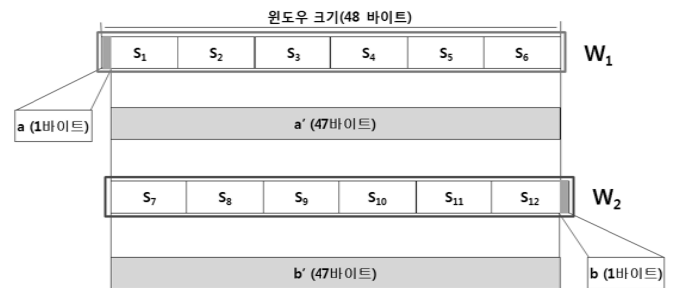 윈도우 크기(48 바이트)
S₁ S₂ S₃ S₄ S₅ S₆ W₁
a (1바이트)
a′ (47바이트)
S₇ S₈ S₉ S₁₀ S₁₁ S₁₂ W₂
b′ (47바이트)
b (1바이트)